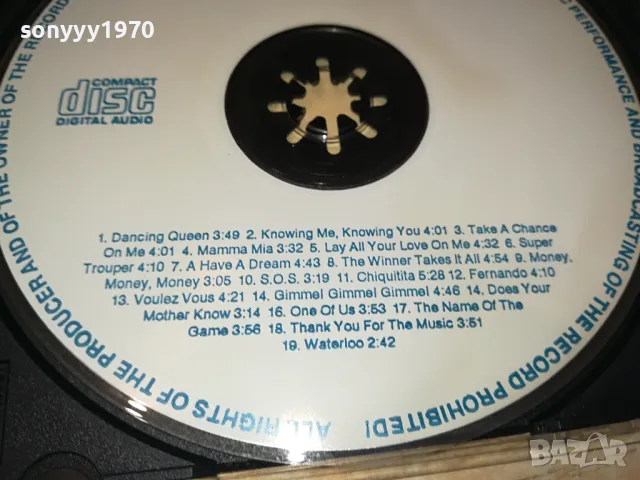 sonyyy1970
COMPACT
disc
DIGITAL AUDIO
ALL RIGHTS OF THE PRODUCER AND OF THE OWNER OF THE RECORD
PERFORMANCE AND BROADCASTING OF THE RECORD PROHIBITED!
1. Dancing Queen 3:49 2. Knowing Me, Knowing You 4:01 3. Take A Chance
On Me 4:01 4. Mamma Mia 3:32 5. Lay All Your Love On Me 4:32 6. Super
Trouper 4:10 7. A Have A Dream 4:43 8. The Winner Takes It All 4:54 9. Money,
Money, Money 3:05 10. S.O.S. 3:19 11. Chiquitita 5:28 12. Fernando 4:10
13. Voulez Vous 4:21 14. Gimmel Gimmel Gimmel 4:46 14. Does Your
Mother Know 3:14 16. One Of Us 3:53 17. The Name Of The
Game 3:56 18. Thank You For The Music 3:51
19. Waterloo 2:42
BAZAR
bg